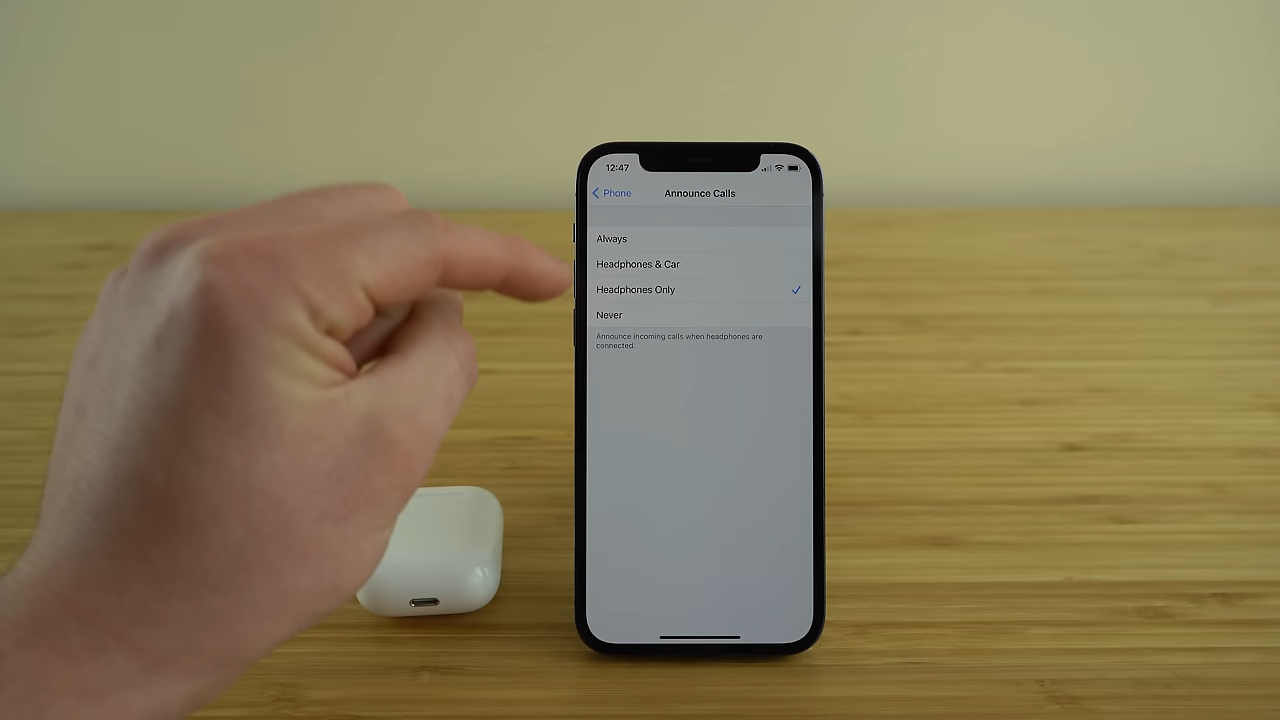 12:47
Phone
Announce Calls
Always
Headphones & Car
Headphones Only
Never
Announce incoming calls when headphones are
connected.